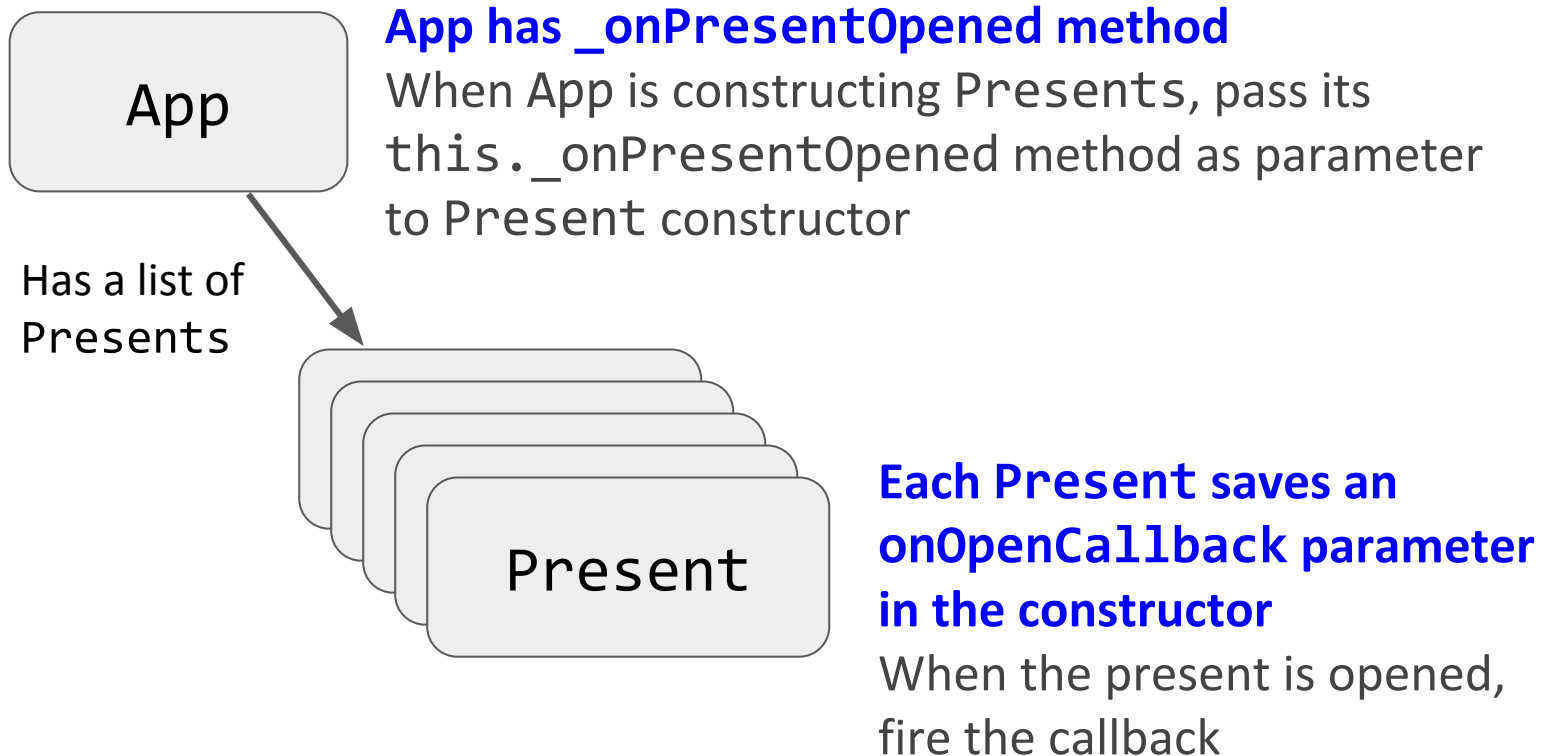 App
App has _onPresentOpened method
When App is constructing Presents, pass its
this._onPresentOpened method as parameter
to Present constructor
Has a list of
Presents
Present
Each Present saves an
onOpenCallback parameter
in the constructor
When the present is opened,
fire the callback